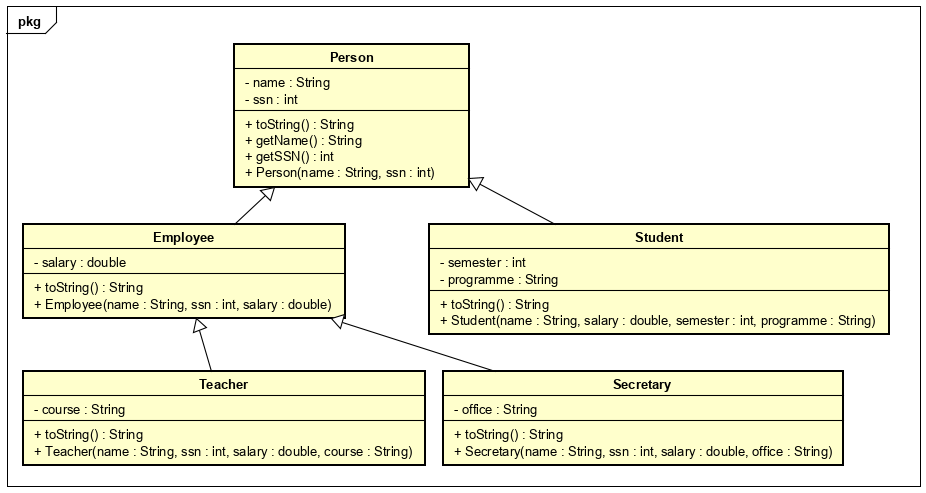 pkg
Person
- name : String
- ssn : int
+ toString() : String
+ getName() : String
+ getSSN() : int
+ Person(name : String, ssn : int)
Employee
- salary : double
+ toString() : String
+ Employee(name : String, ssn : int, salary : double)
Student
- semester : int
- programme : String
+ toString() : String
+ Student(name : String, salary : double, semester : int, programme : String)
Teacher
- course : String
+ toString() : String
+ Teacher(name : String, ssn : int, salary : double, course : String)
Secretary
- office : String
+ toString() : String
+ Secretary(name : String, ssn : int, salary : double, office : String)